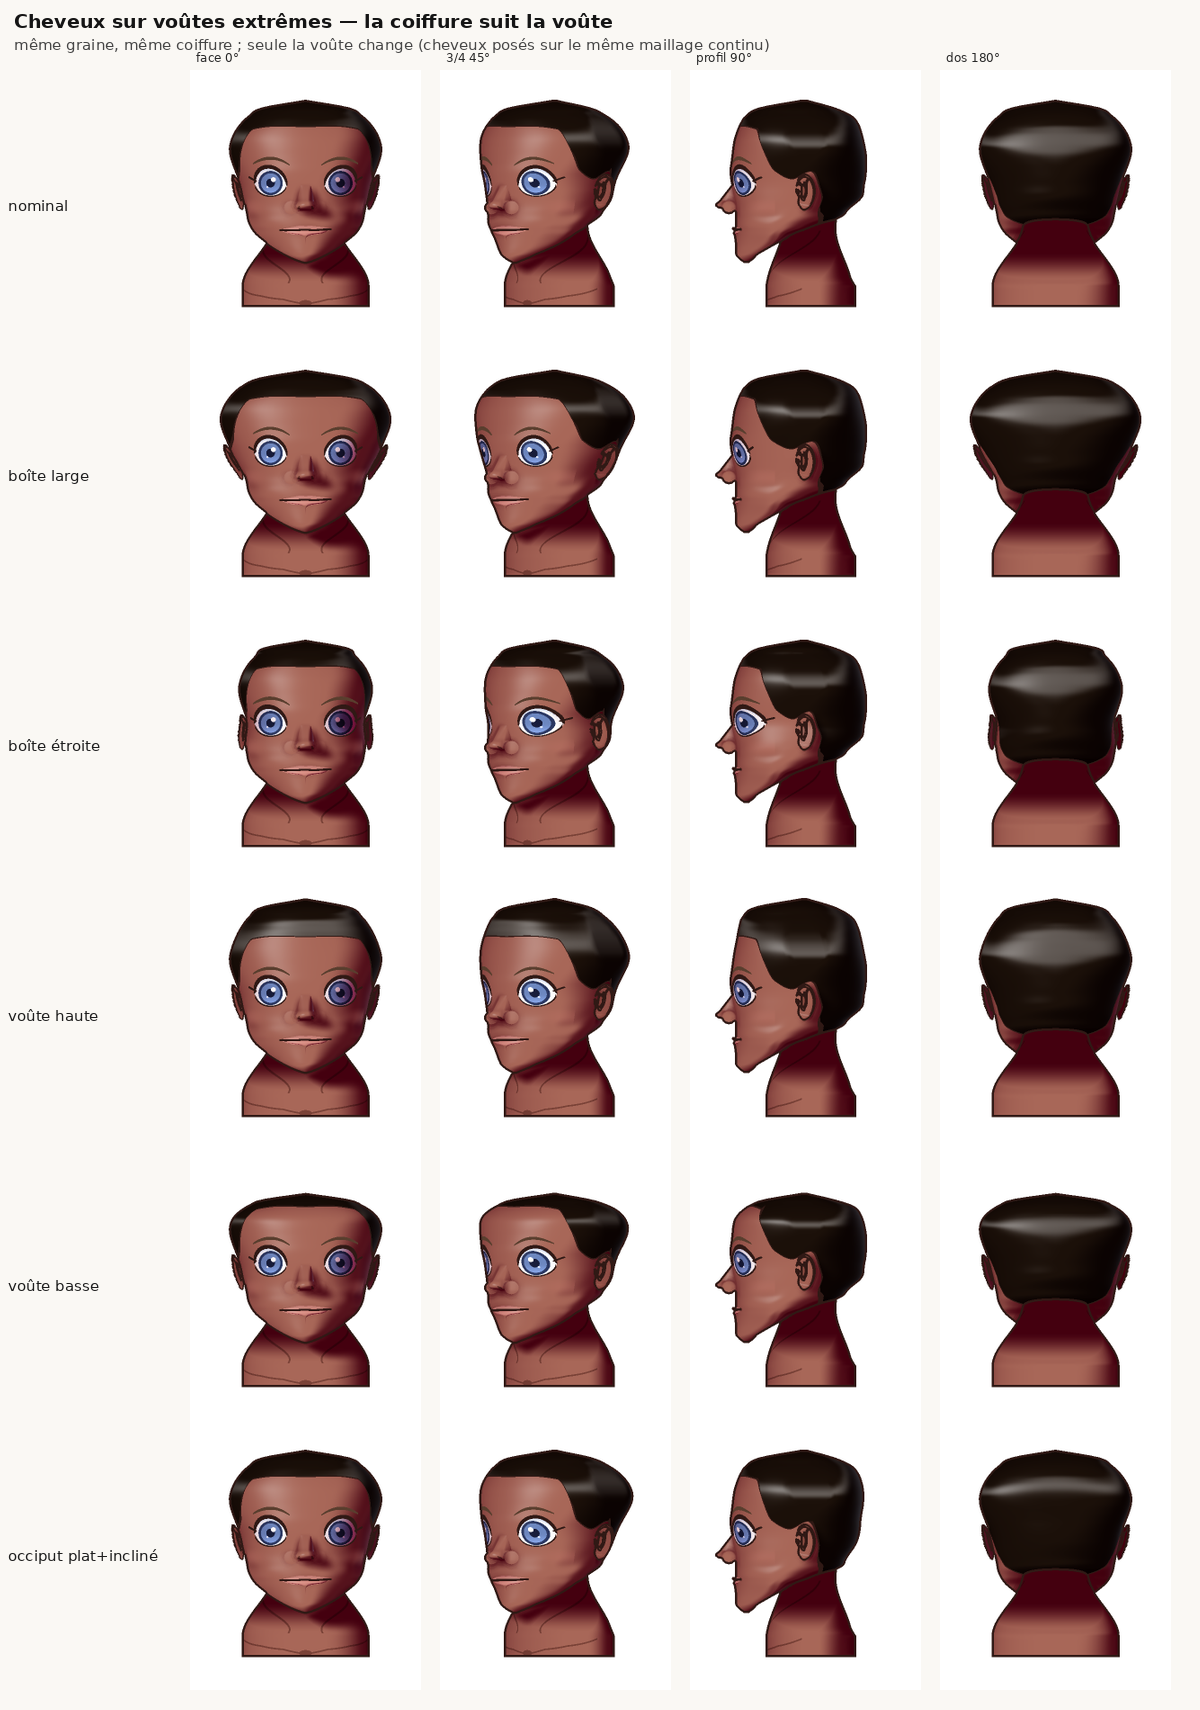 Cheveux sur voûtes extrêmes — la coiffure suit la voûte
même graine, même coiffure ; seule la voûte change (cheveux posés sur le même maillage continu)
face 0° 3/4 45° profil 90° dos 180°
nominal
boîte large
boîte étroite
voûte haute
voûte basse
occiput plat+incliné